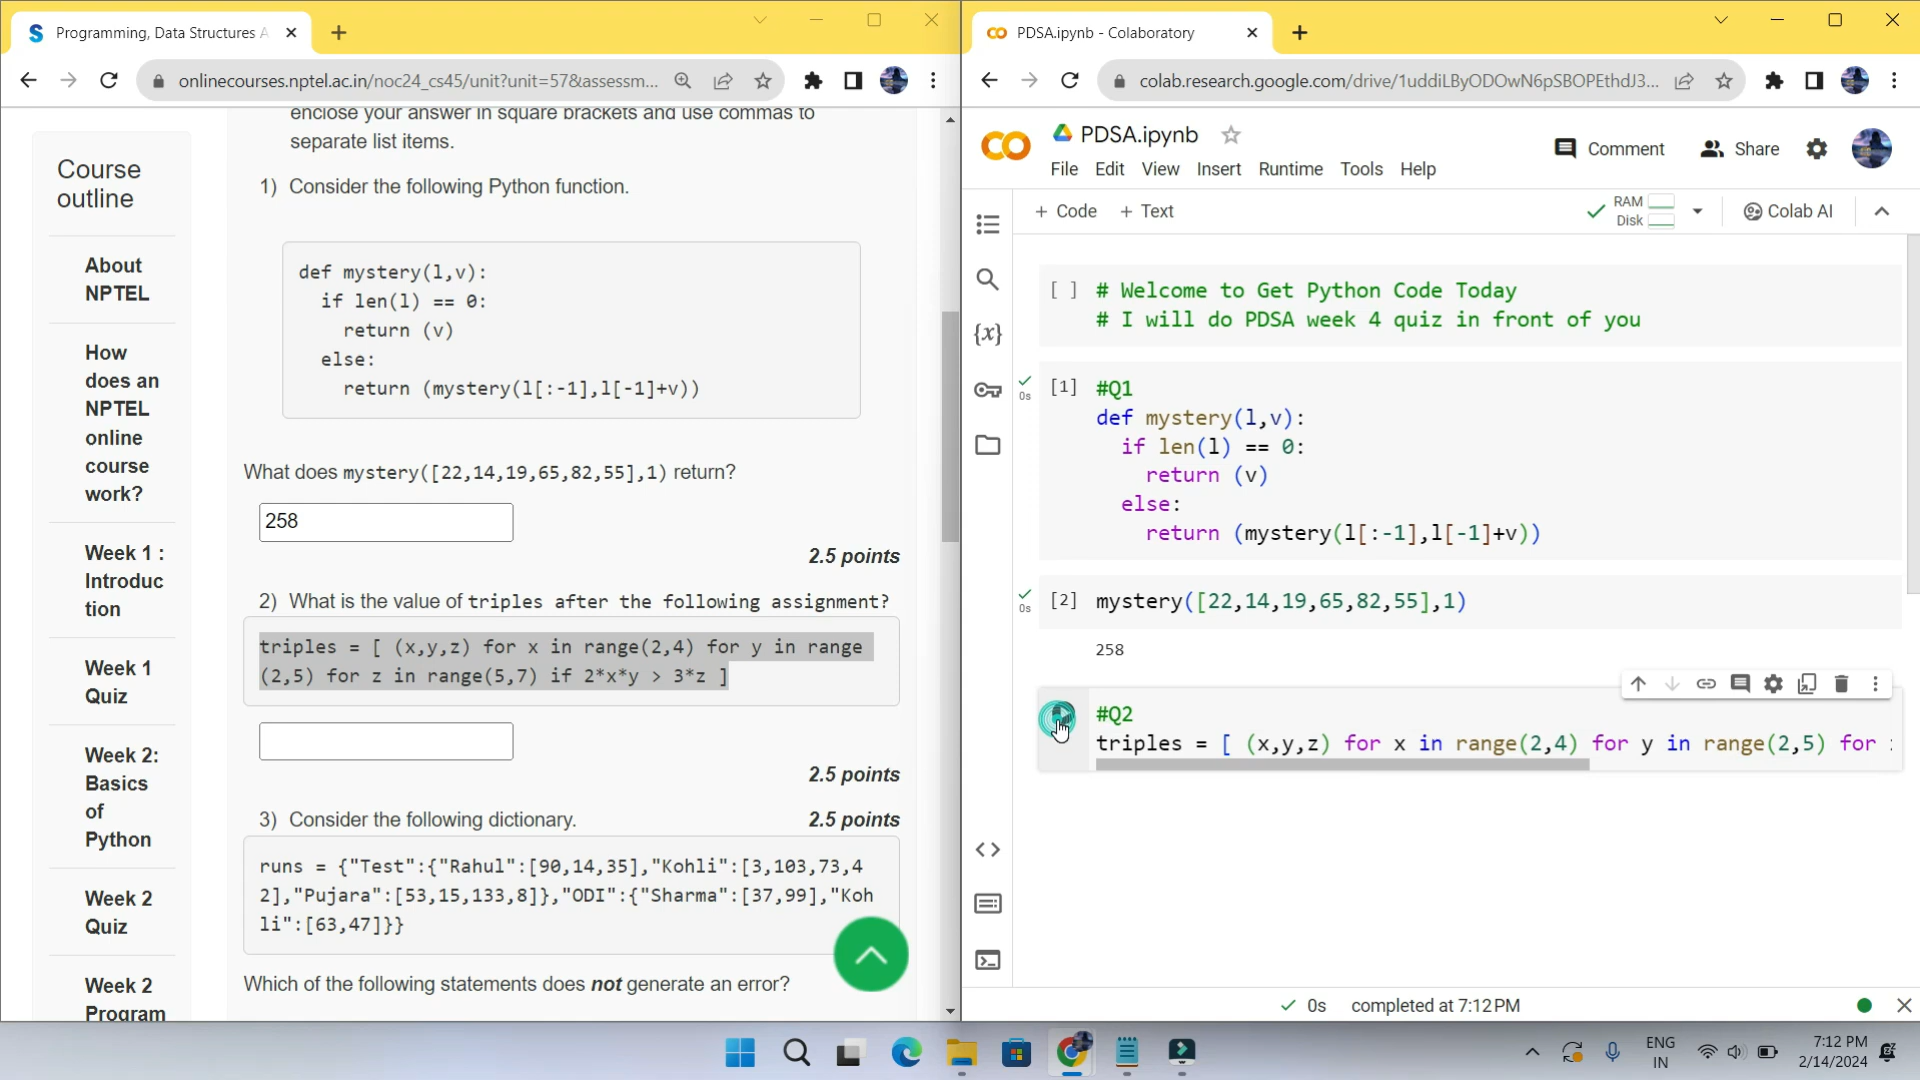 Programming, Data Structures A
onlinecourses.nptel.ac.in/noc24_cs45/unit?unit=57&assessm...
Course
outline
About
NPTEL
How
does an
NPTEL
online
course
work?
Week 1 :
Introduc
tion
Week 1
Quiz
Week 2:
Basics
of
Python
Week 2
Quiz
Week 2
Program
enclose your answer in square brackets and use commas to
separate list items.
1) Consider the following Python function.
def mystery(l,v):
if len(l) == 0:
return (v)
else:
return (mystery(l[:-1],l[-1]+v))
What does mystery([22,14,19,65,82,55],1) return?
258
2.5 points
2) What is the value of triples after the following assignment?
triples = [ (x,y,z) for x in range(2,4) for y in range
(2,5) for z in range(5,7) if 2*x*y > 3*z ]
2.5 points
3) Consider the following dictionary. 2.5 points
runs = {"Test":{"Rahul":[90,14,35],"Kohli":[3,103,73,4
2],"Pujara":[53,15,133,8]},"ODI":{"Sharma":[37,99],"Koh
li":[63,47]}}
Which of the following statements does not generate an error?
PDSA.ipynb - Colaboratory
colab.research.google.com/drive/1uddiLByODOwN6pSBOPEthdJ3...
PDSA.ipynb
Comment Share
File Edit View Insert Runtime Tools Help
+ Code + Text
RAM
Disk
Colab AI
{x}
[ ] # Welcome to Get Python Code Today
# I will do PDSA week 4 quiz in front of you
0s [1] #Q1
def mystery(l,v):
if len(l) == 0:
return (v)
else:
return (mystery(l[:-1],l[-1]+v))
0s [2] mystery([22,14,19,65,82,55],1)
258
#Q2
triples = [ (x,y,z) for x in range(2,4) for y in range(2,5) for
0s completed at 7:12 PM
ENG
IN
7:12 PM
2/14/2024